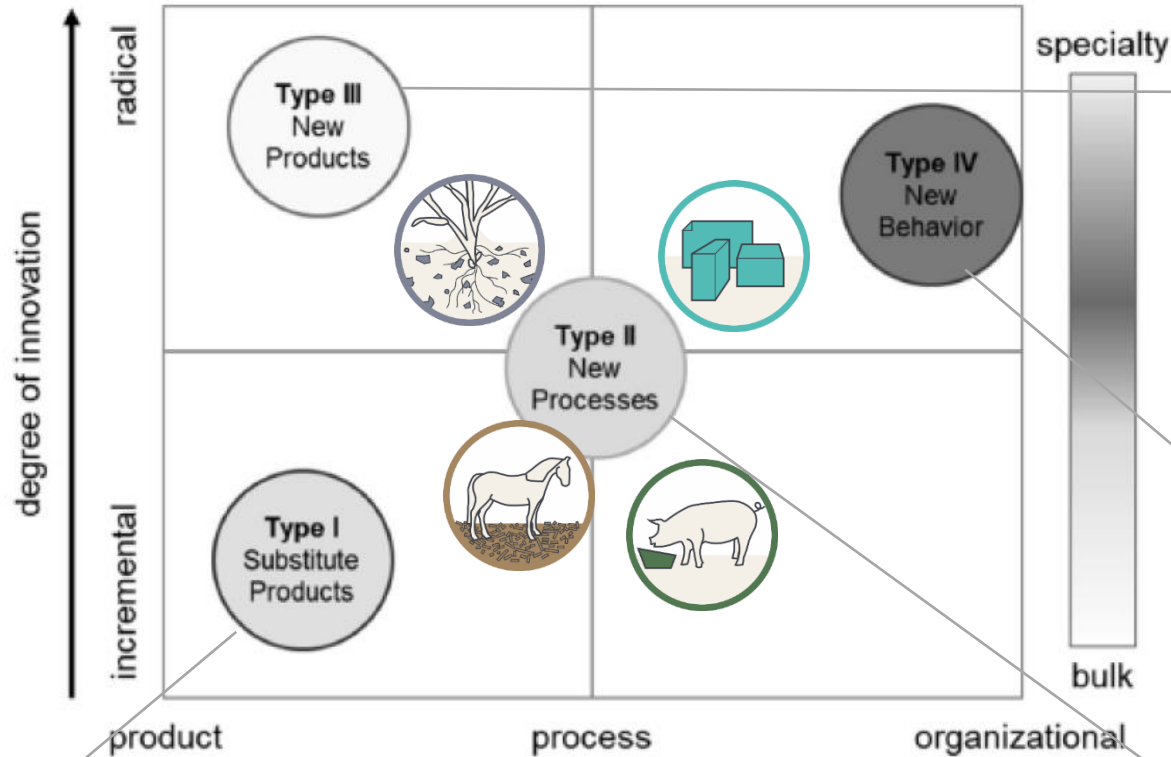 degree of innovation
radical
incremental
Type III
New
Products
Type IV
New
Behavior
Type II
New
Processes
Type I
Substitute
Products
specialty
bulk
product
process
organizational